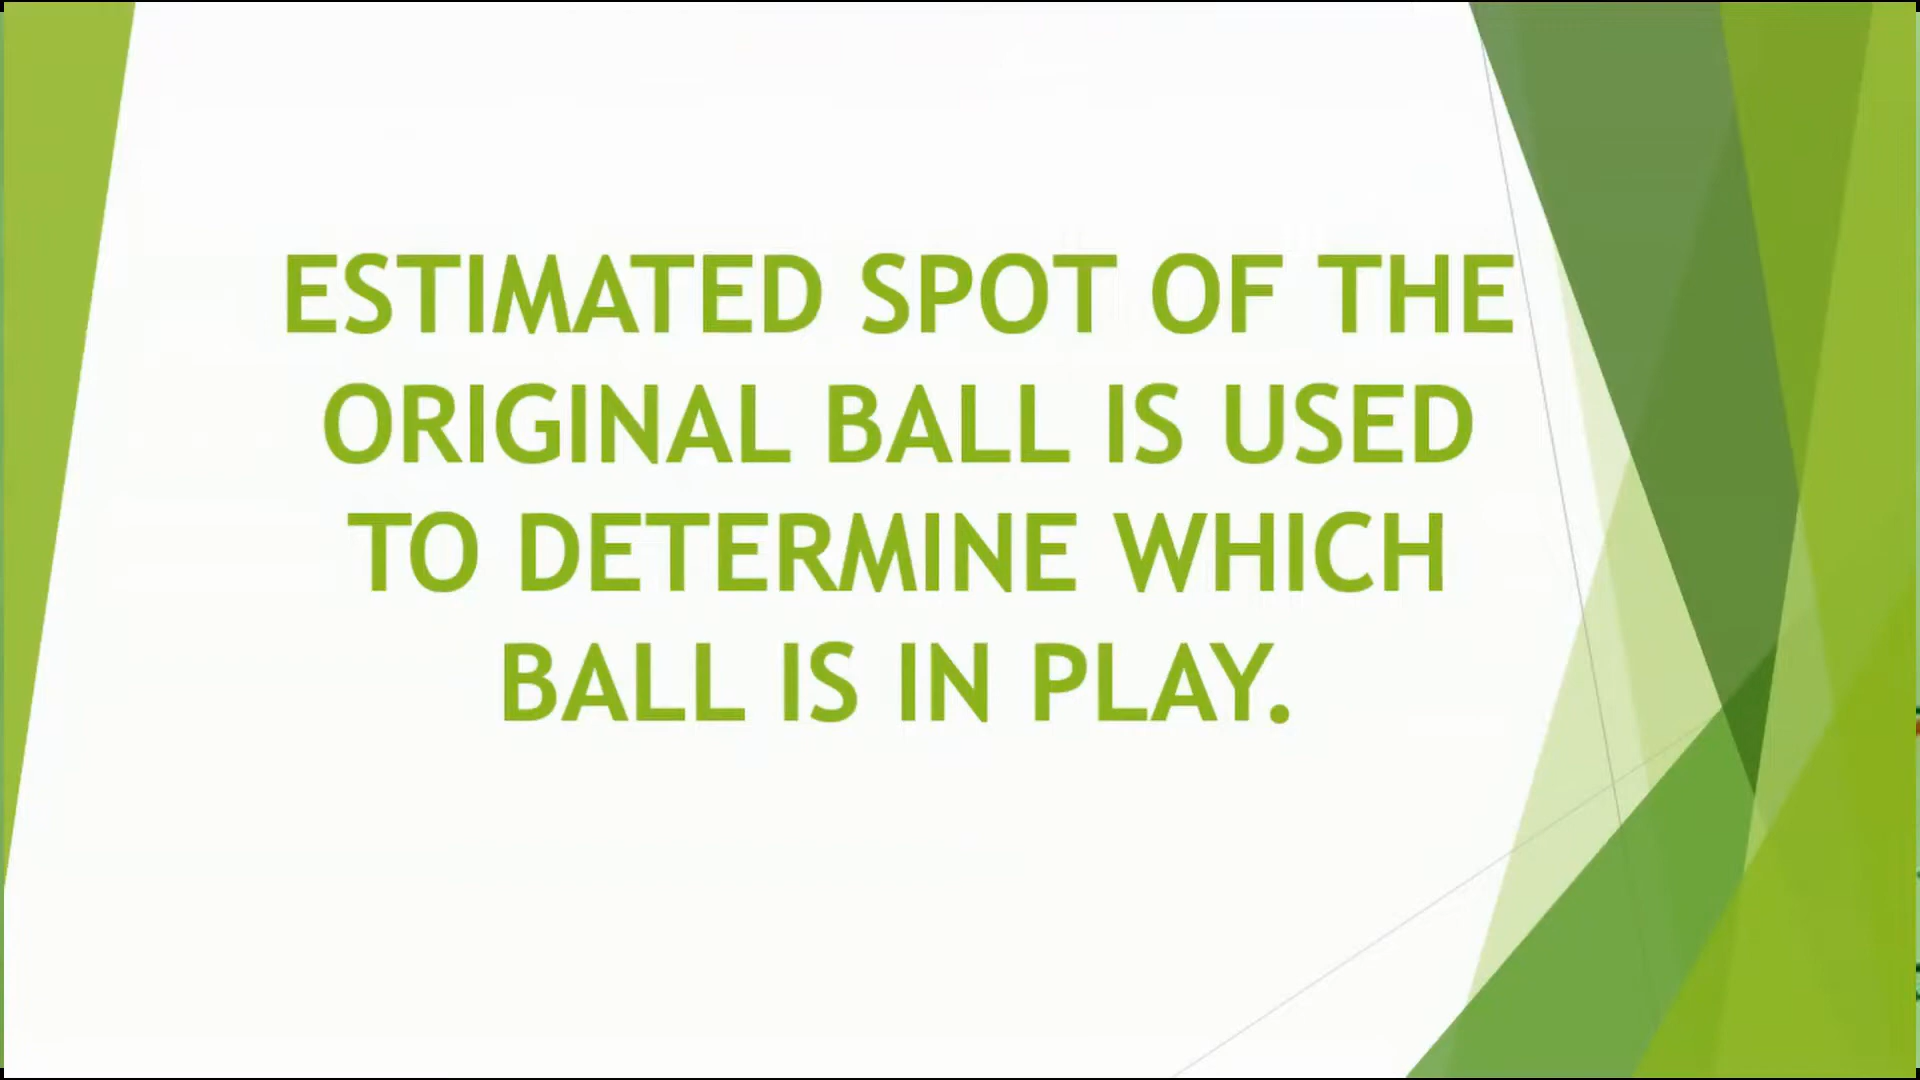 ESTIMATED SPOT OF THE
ORIGINAL BALL IS USED
TO DETERMINE WHICH
BALL IS IN PLAY.